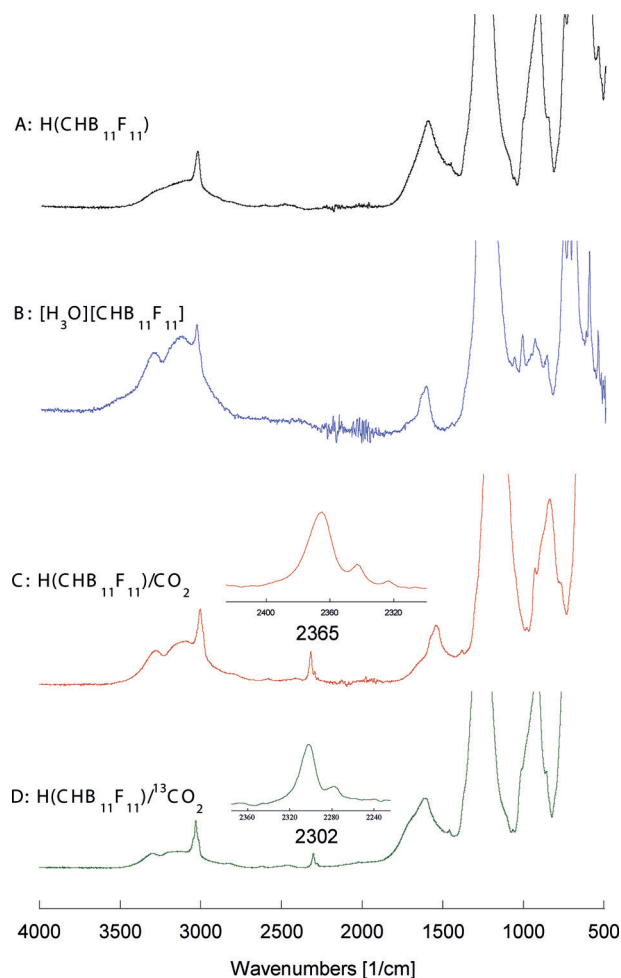 A: H(CHB₁₁F₁₁)
B: [H₃O][CHB₁₁F₁₁]
C: H(CHB₁₁F₁₁)/CO₂
2400 2360 2320
2365
D: H(CHB₁₁F₁₁)/¹³CO₂
2360 2300 2280 2240
2302
4000 3500 3000 2500 2000 1500 1000 500
Wavenumbers [1/cm]